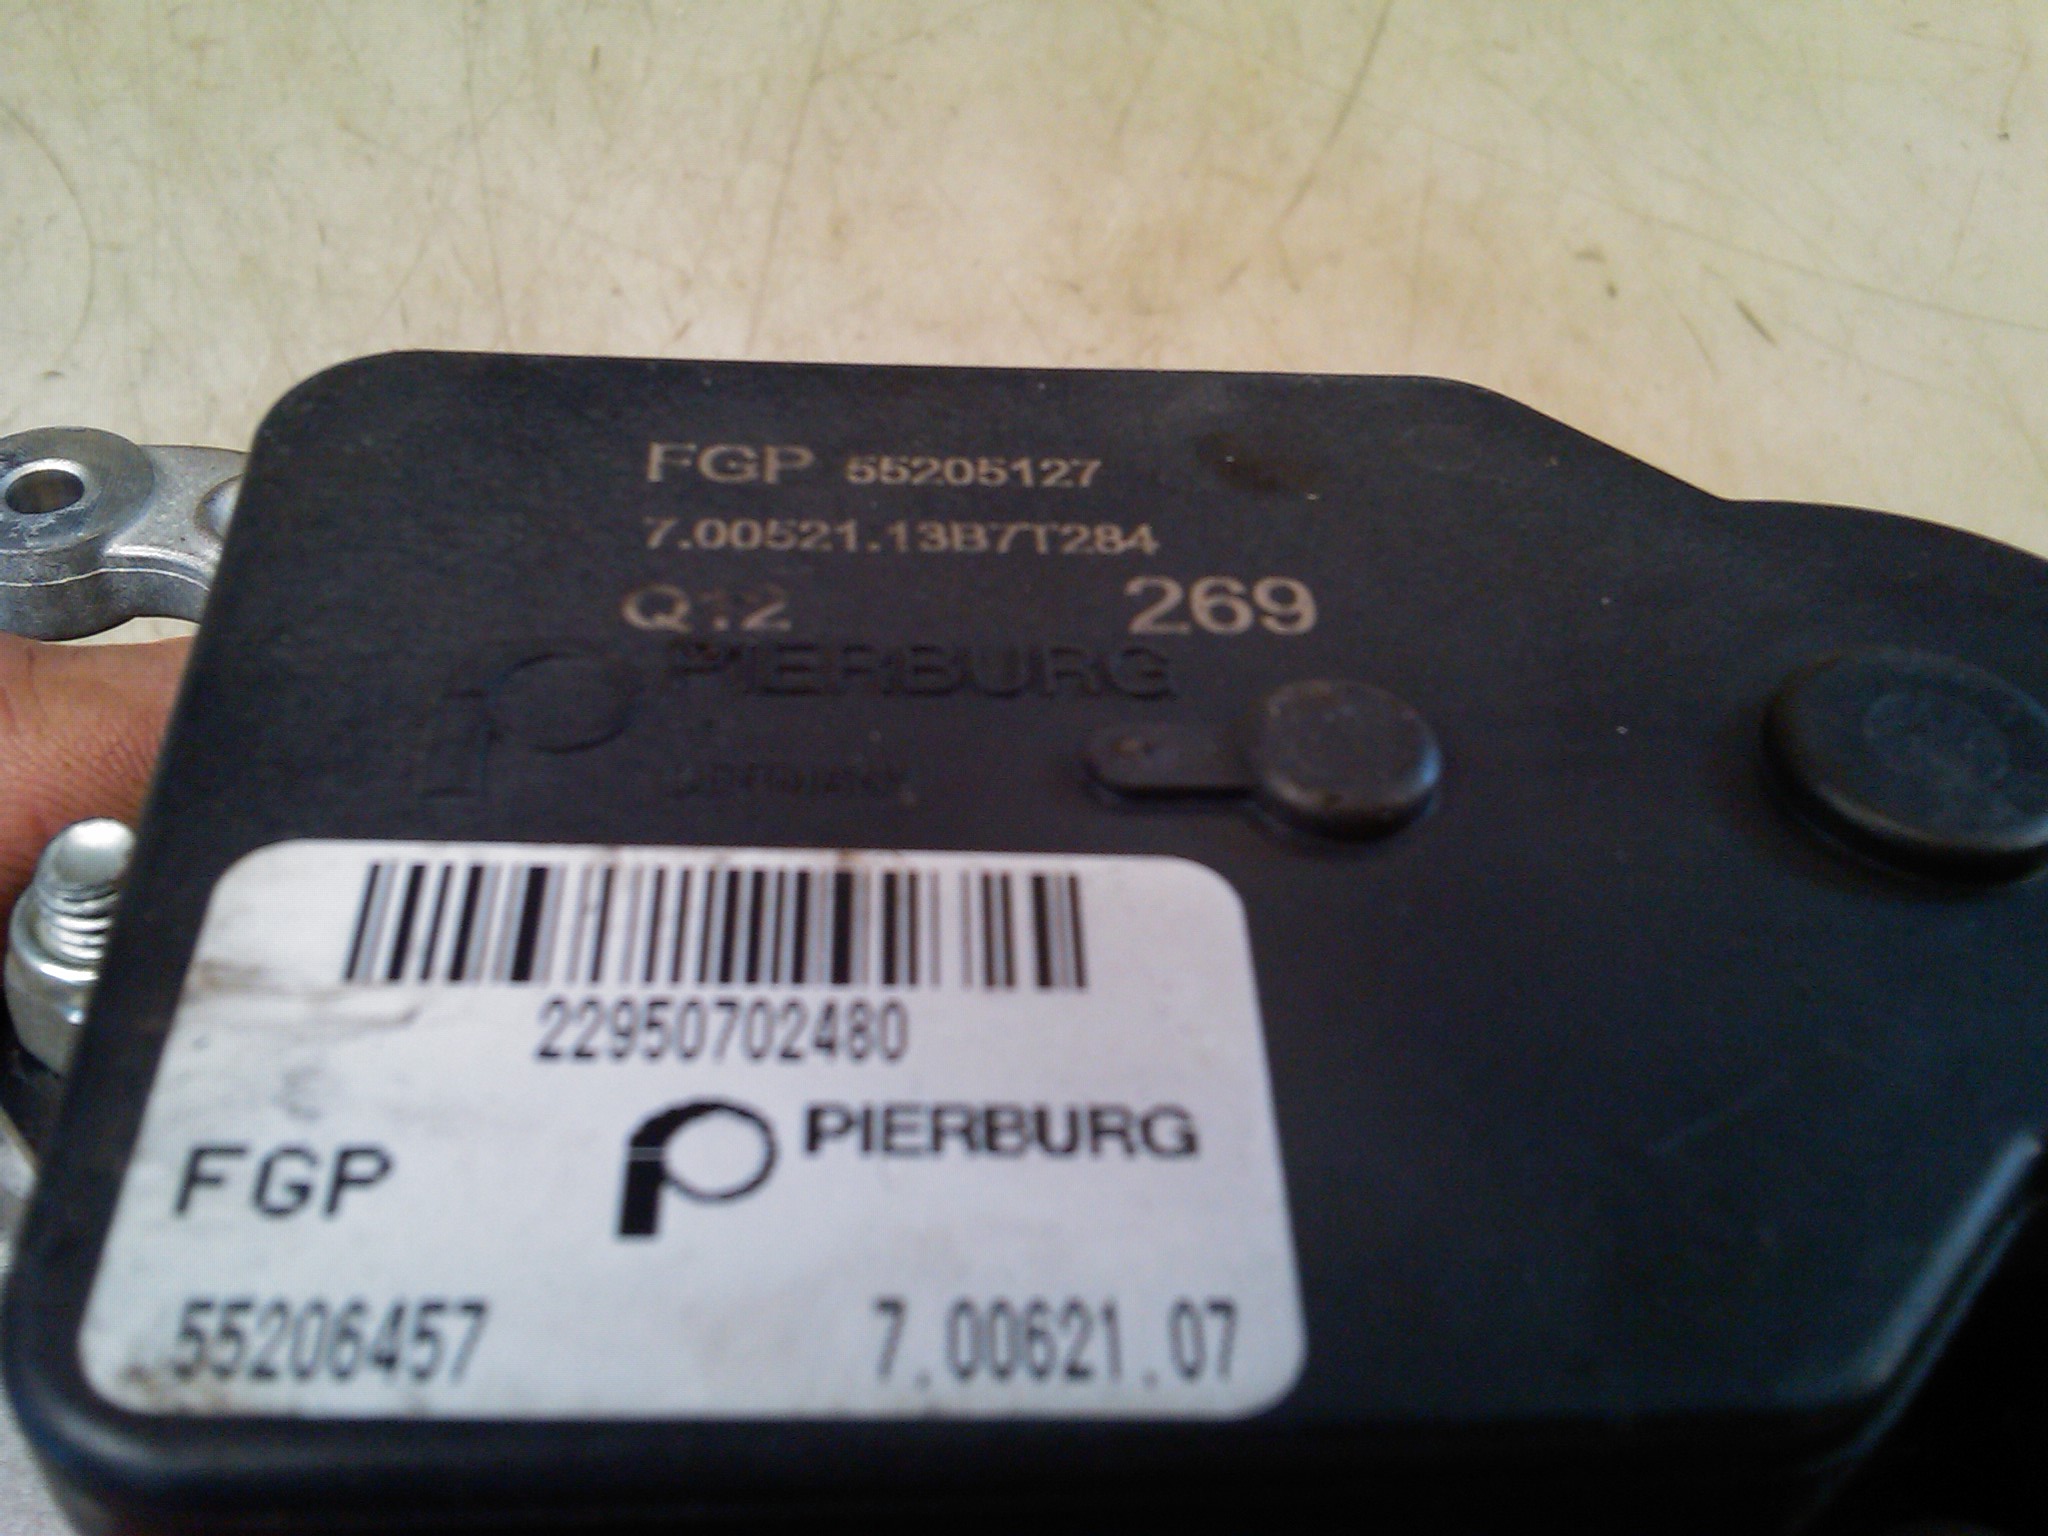 FGP 55205127
7.00521.13B7T284
Q12 269
PIERBURG
22950702480
FGP PIERBURG
55206457 7.00621.07